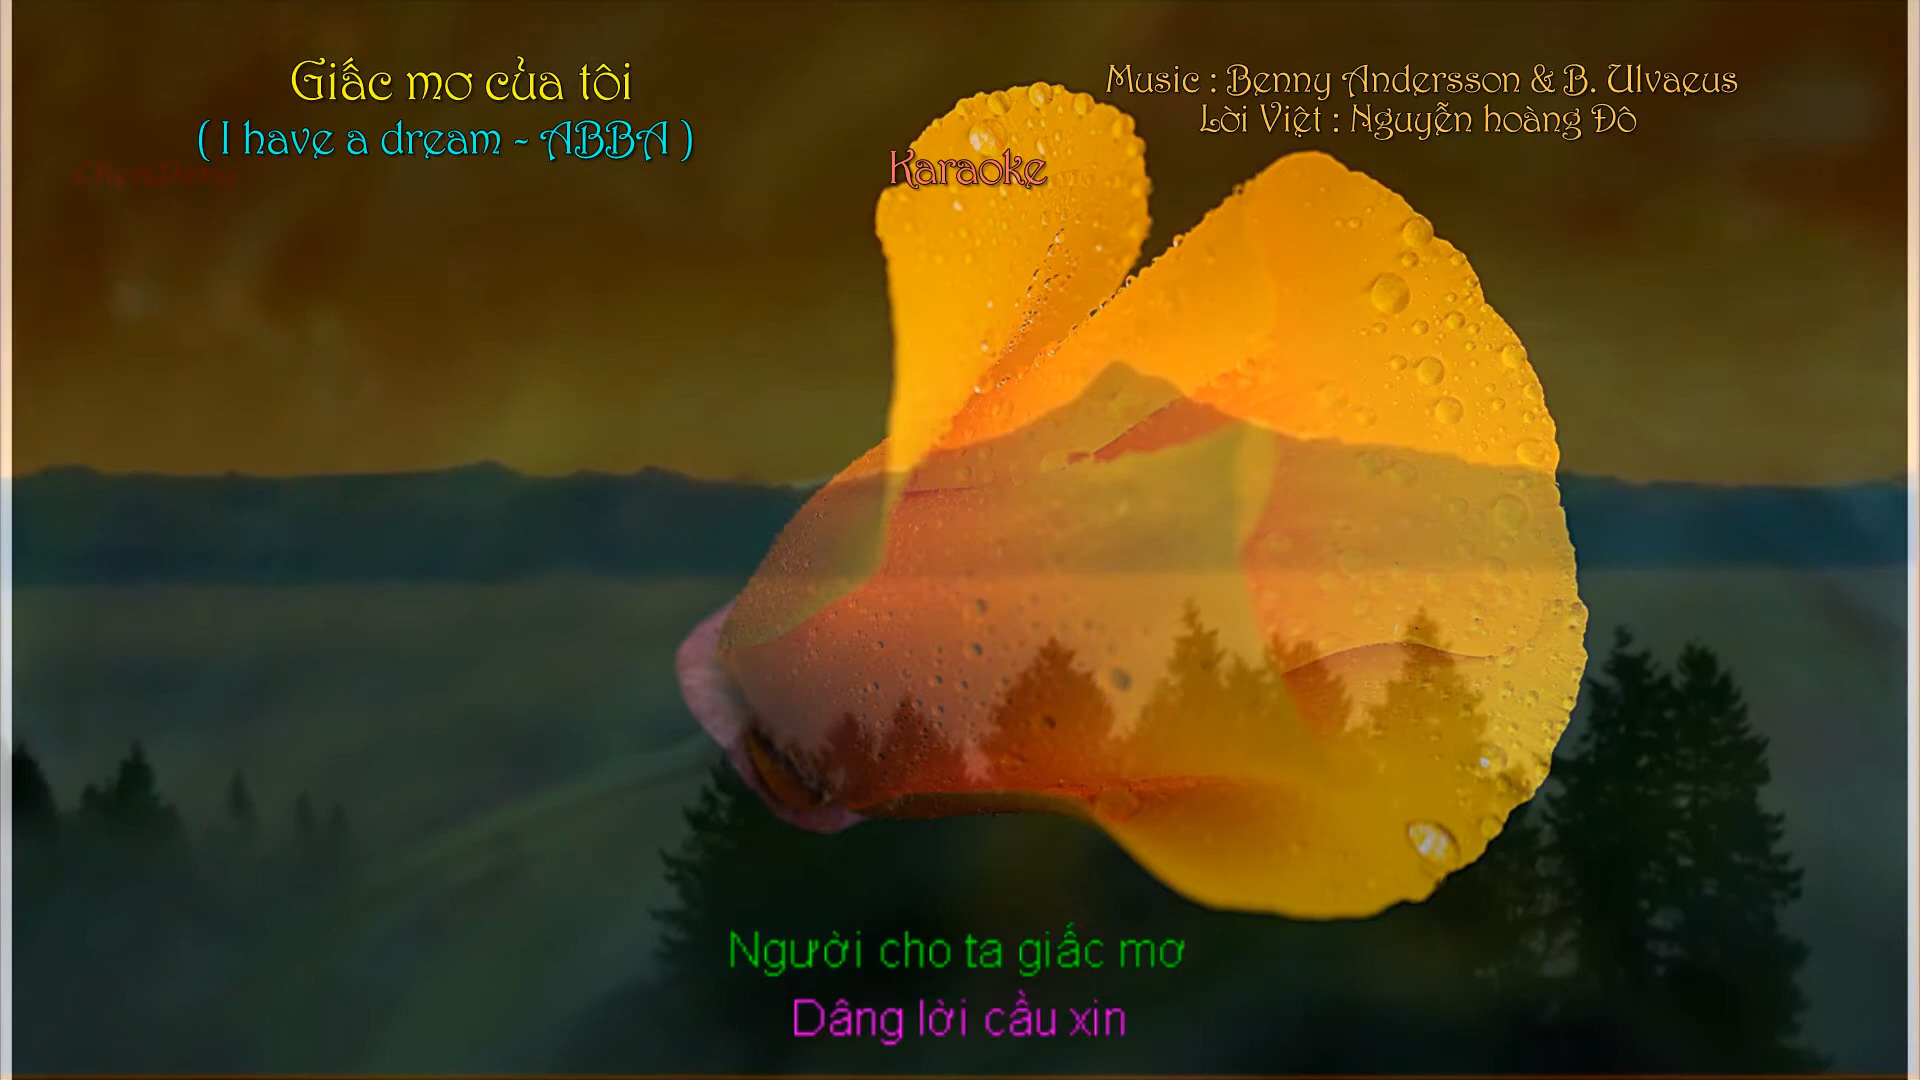 Giấc mơ của tôi
( I have a dream - ABBA )
Music : Benny Andersson & B. Ulvaeus
Lời Việt : Nguyễn hoàng Đô
Karaoke
Người cho ta giấc mơ
Dâng lời cầu xin